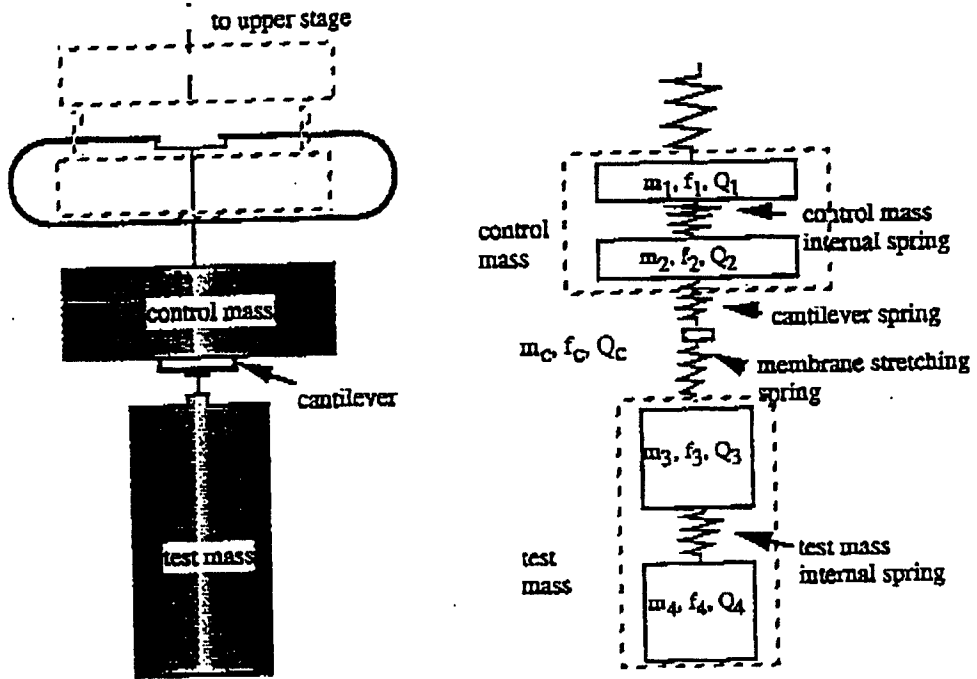 to upper stage
control mass
cantilever
test mass
m1, f1, Q1
control mass
internal spring
control
mass
m2, f2, Q2
cantilever spring
mc, fc, Qc
membrane stretching
spring
m3, f3, Q3
test mass
internal spring
test
mass
m4, f4, Q4